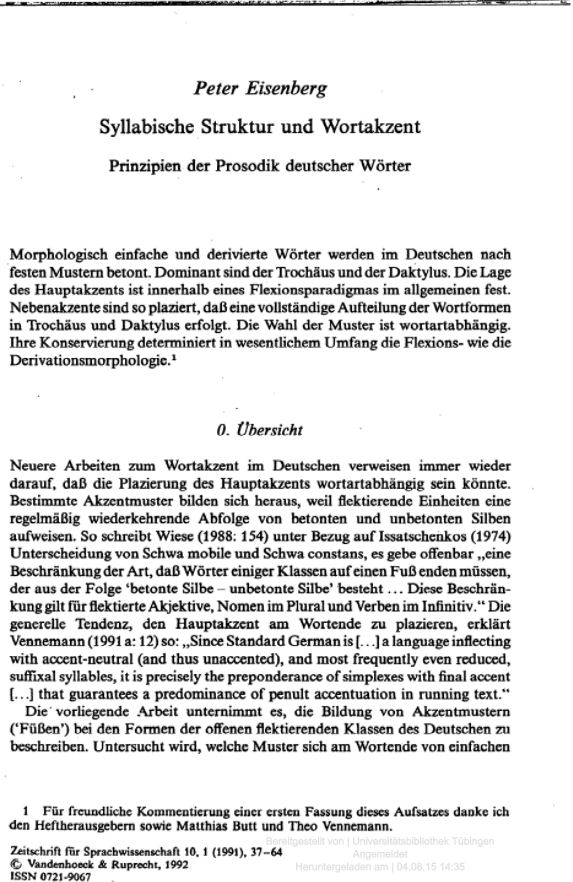 Peter Eisenberg
Syllabische Struktur und Wortakzent
Prinzipien der Prosodik deutscher Wörter
Morphologisch einfache und derivierte Wörter werden im Deutschen nach
festen Mustern betont. Dominant sind der Trochäus und der Daktylus. Die Lage
des Hauptakzents ist innerhalb eines Flexionsparadigmas im allgemeinen fest.
Nebenakzente sind so plaziert, daß eine vollständige Aufteilung der Wortformen
in Trochäus und Daktylus erfolgt. Die Wahl der Muster ist wortartabhängig.
Ihre Konservierung determiniert in wesentlichem Umfang die Flexions- wie die
Derivationsmorphologie.¹
0. Übersicht
Neuere Arbeiten zum Wortakzent im Deutschen verweisen immer wieder
darauf, daß die Plazierung des Hauptakzents wortartabhängig sein könnte.
Bestimmte Akzentmuster bilden sich heraus, weil flektierende Einheiten eine
regelmäßig wiederkehrende Abfolge von betonten und unbetonten Silben
aufweisen. So schreibt Wiese (1988: 154) unter Bezug auf Issatschenkos (1974)
Unterscheidung von Schwa mobile und Schwa constans, es gebe offenbar „eine
Beschränkung der Art, daß Wörter einiger Klassen auf einen Fuß enden müssen,
der aus der Folge ‘betonte Silbe – unbetonte Silbe’ besteht ... Diese Beschrän-
kung gilt für flektierte Akjektive, Nomen im Plural und Verben im Infinitiv.“ Die
generelle Tendenz, den Hauptakzent am Wortende zu plazieren, erklärt
Vennemann (1991 a: 12) so: „Since Standard German is [...] a language inflecting
with accent-neutral (and thus unaccented), and most frequently even reduced,
suffixal syllables, it is precisely the preponderance of simplexes with final accent
[...] that guarantees a predominance of penult accentuation in running text.“
Die vorliegende Arbeit unternimmt es, die Bildung von Akzentmustern
(‘Füßen’) bei den Formen der offenen flektierenden Klassen des Deutschen zu
beschreiben. Untersucht wird, welche Muster sich am Wortende von einfachen
1 Für freundliche Kommentierung einer ersten Fassung dieses Aufsatzes danke ich
den Heftherausgebern sowie Matthias Butt und Theo Vennemann.
Zeitschrift für Sprachwissenschaft 10, 1 (1991), 37–64
© Vandenhoeck & Ruprecht, 1992
ISSN 0721-9067
Bereitgestellt von | Universitätsbibliothek Tübingen
Angemeldet
Heruntergeladen am | 04.08.15 14:35